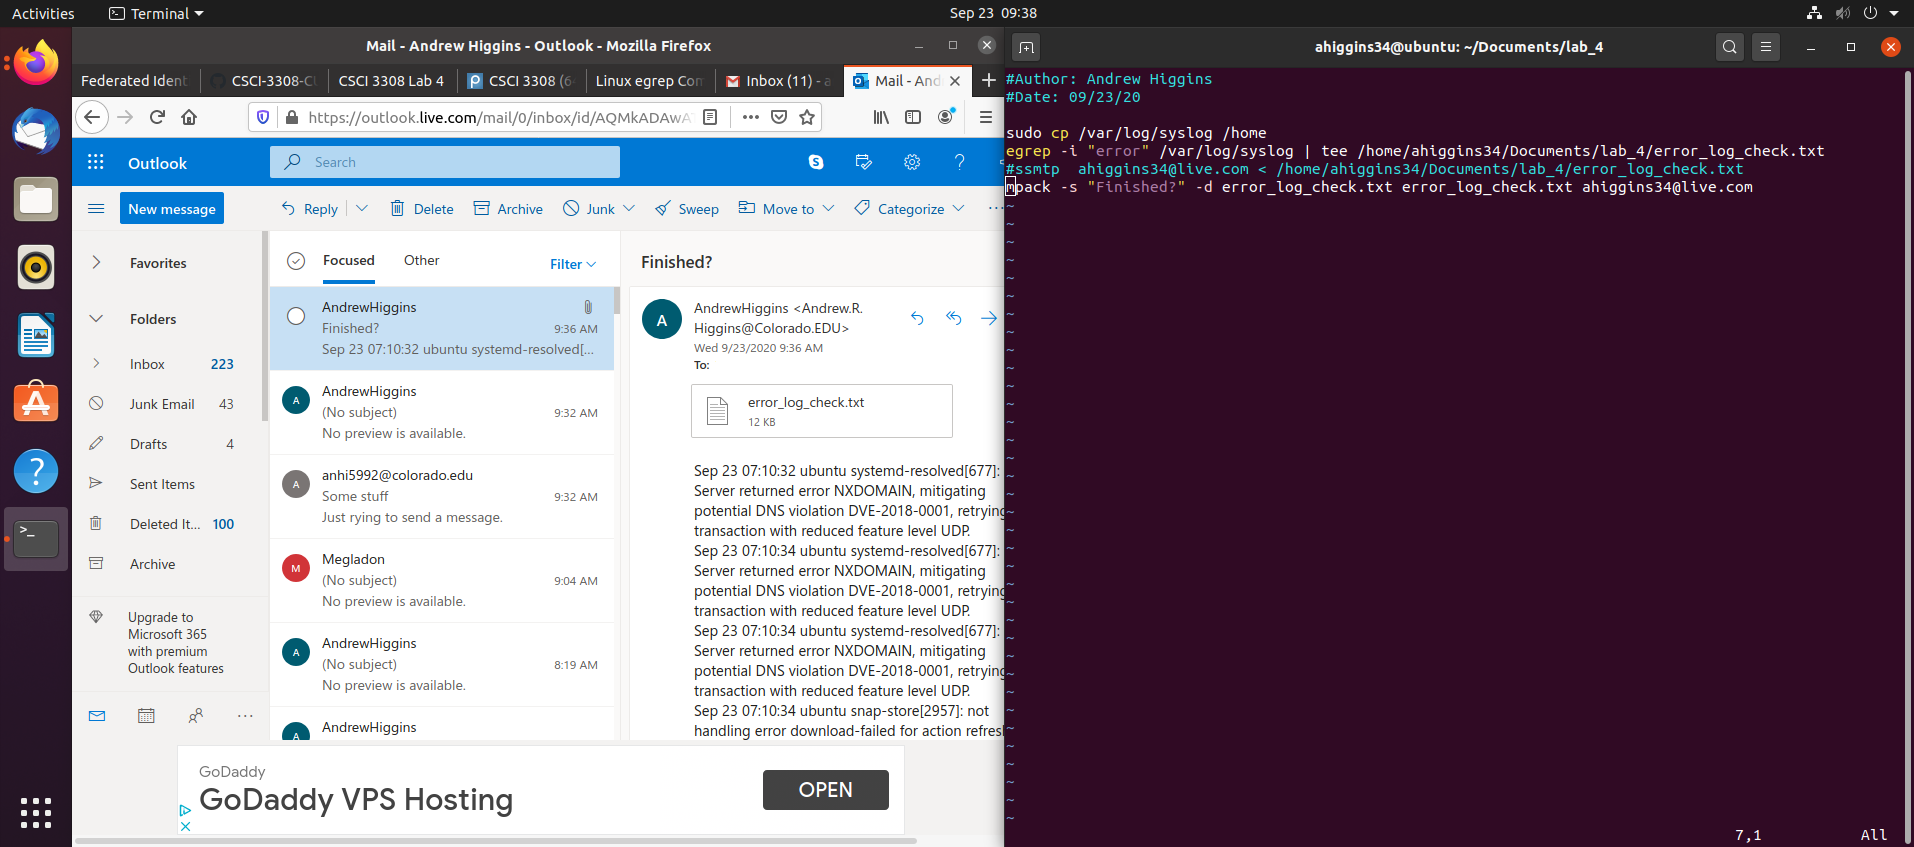 Activities
Terminal
Sep 23 09:38
Mail - Andrew Higgins - Outlook - Mozilla Firefox
Federated Ident
CSCI-3308-CU
CSCI 3308 Lab 4
CSCI 3308 (6
Linux egrep Com
Inbox (11) - a
Mail - And
https://outlook.live.com/mail/0/inbox/id/AQMkADAwA
Outlook
Search
New message
Reply
Delete
Archive
Junk
Sweep
Move to
Categorize
Favorites
Folders
Inbox 223
Junk Email 43
Drafts 4
Sent Items
Deleted It... 100
Archive
Upgrade to
Microsoft 365
with premium
Outlook features
Focused
Other
Filter
AndrewHiggins
Finished? 9:36 AM
Sep 23 07:10:32 ubuntu systemd-resolved[...
A
AndrewHiggins
(No subject) 9:32 AM
No preview is available.
A
anhi5992@colorado.edu
Some stuff 9:32 AM
Just rying to send a message.
M
Megladon
(No subject) 9:04 AM
No preview is available.
A
AndrewHiggins
(No subject) 8:19 AM
No preview is available.
A
AndrewHiggins
Finished?
A
AndrewHiggins <Andrew.R.
Higgins@Colorado.EDU>
Wed 9/23/2020 9:36 AM
To:
error_log_check.txt
12 KB
Sep 23 07:10:32 ubuntu systemd-resolved[677]:
Server returned error NXDOMAIN, mitigating
potential DNS violation DVE-2018-0001, retrying
transaction with reduced feature level UDP.
Sep 23 07:10:34 ubuntu systemd-resolved[677]:
Server returned error NXDOMAIN, mitigating
potential DNS violation DVE-2018-0001, retrying
transaction with reduced feature level UDP.
Sep 23 07:10:34 ubuntu systemd-resolved[677]:
Server returned error NXDOMAIN, mitigating
potential DNS violation DVE-2018-0001, retrying
transaction with reduced feature level UDP.
Sep 23 07:10:34 ubuntu snap-store[2957]: not
handling error download-failed for action refresh
GoDaddy
GoDaddy VPS Hosting
OPEN
ahiggins34@ubuntu: ~/Documents/lab_4
#Author: Andrew Higgins
#Date: 09/23/20
sudo cp /var/log/syslog /home
egrep -i "error" /var/log/syslog | tee /home/ahiggins34/Documents/lab_4/error_log_check.txt
#ssmtp  ahiggins34@live.com < /home/ahiggins34/Documents/lab_4/error_log_check.txt
mpack -s "Finished?" -d error_log_check.txt error_log_check.txt ahiggins34@live.com
7,1 All